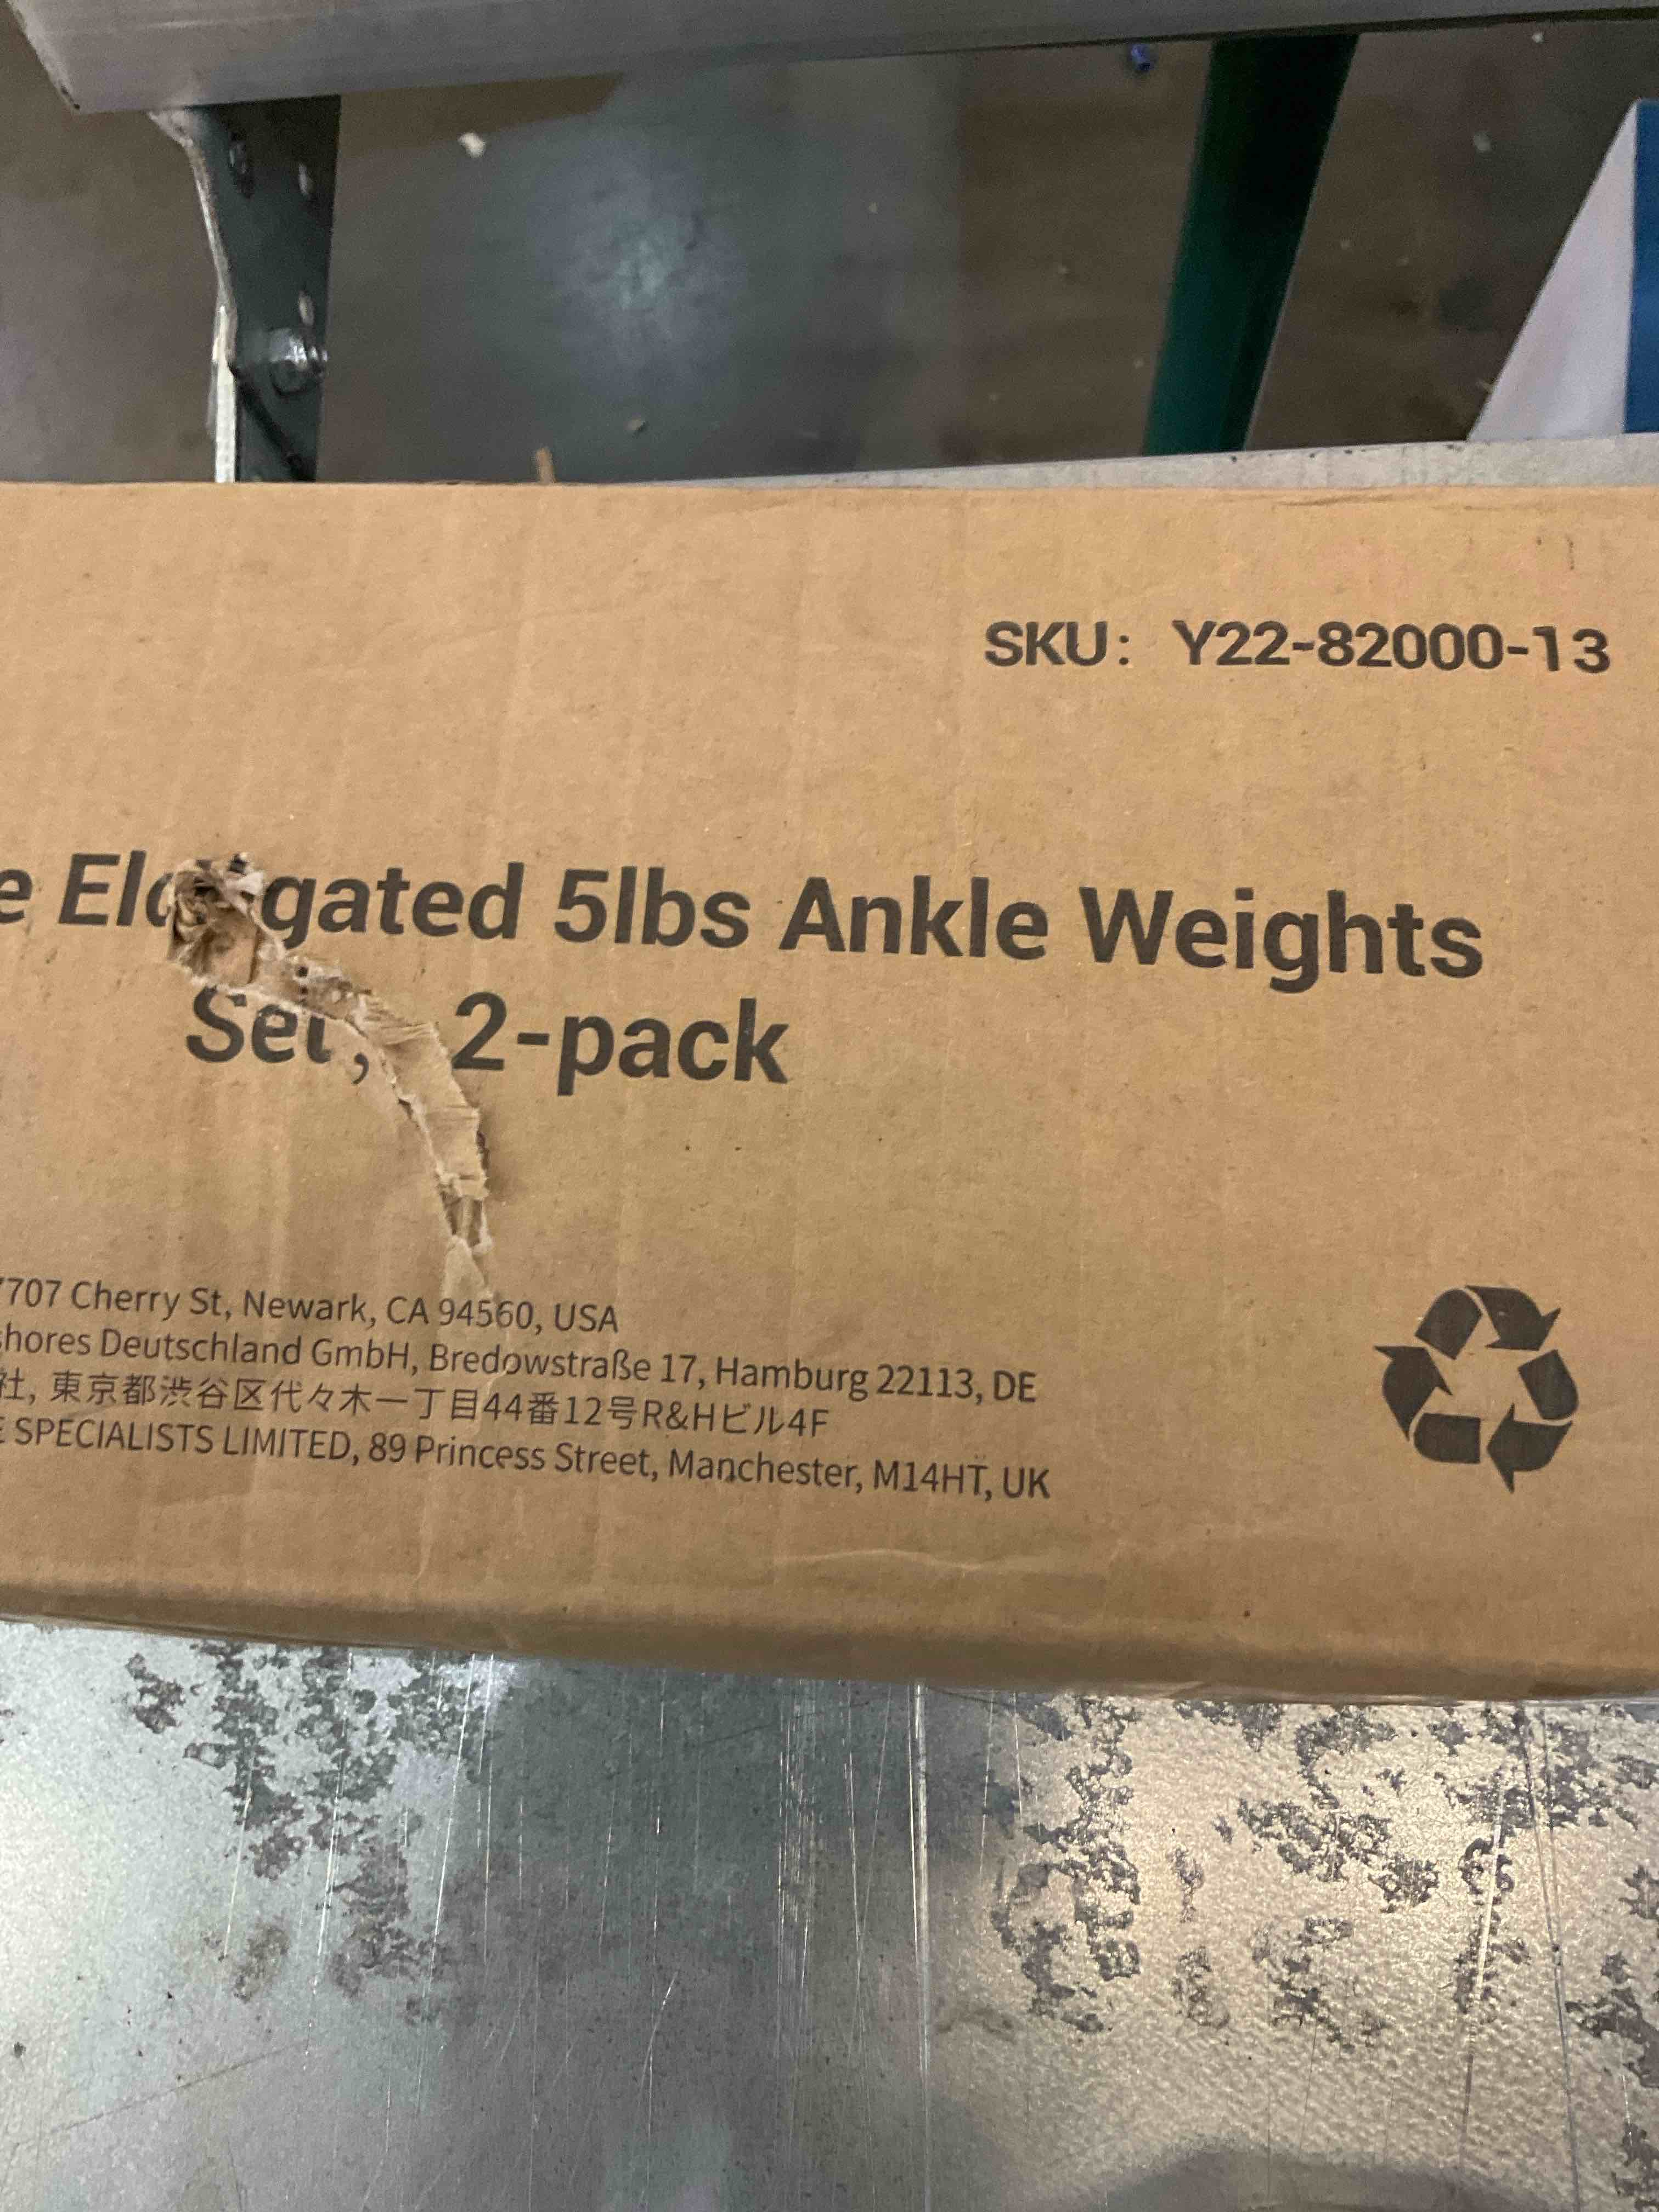 SKU: Y22-82000-13
e Elongated 5lbs Ankle Weights
Set, 2-pack
7707 Cherry St, Newark, CA 94560, USA
shores Deutschland GmbH, Bredowstraße 17, Hamburg 22113, DE
社, 東京都渋谷区代々木一丁目44番12号R&Hビル4F
E SPECIALISTS LIMITED, 89 Princess Street, Manchester, M14HT, UK